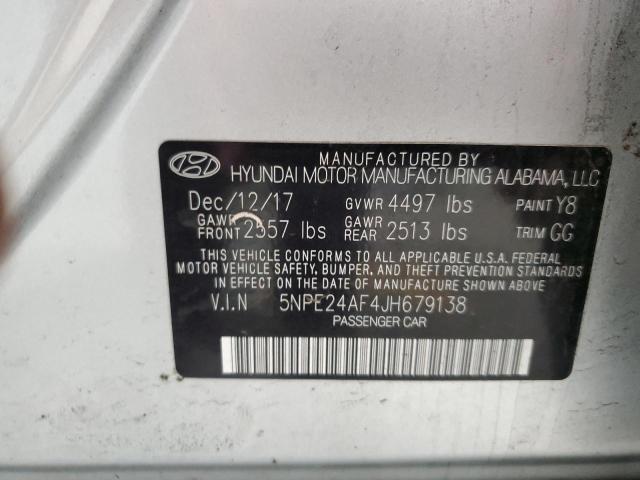 MANUFACTURED BY
HYUNDAI MOTOR MANUFACTURING ALABAMA, LLC
Dec/12/17 GVWR 4497 lbs PAINT Y8
GAWR FRONT 2357 lbs GAWR REAR 2513 lbs TRIM GG
THIS VEHICLE CONFORMS TO ALL APPLICABLE U.S.A. FEDERAL
MOTOR VEHICLE SAFETY, BUMPER, AND THEFT PREVENTION STANDARDS
IN EFFECT ON THE DATE OF MANUFACTURE SHOWN ABOVE.
V.I.N 5NPE24AF4JH679138
PASSENGER CAR